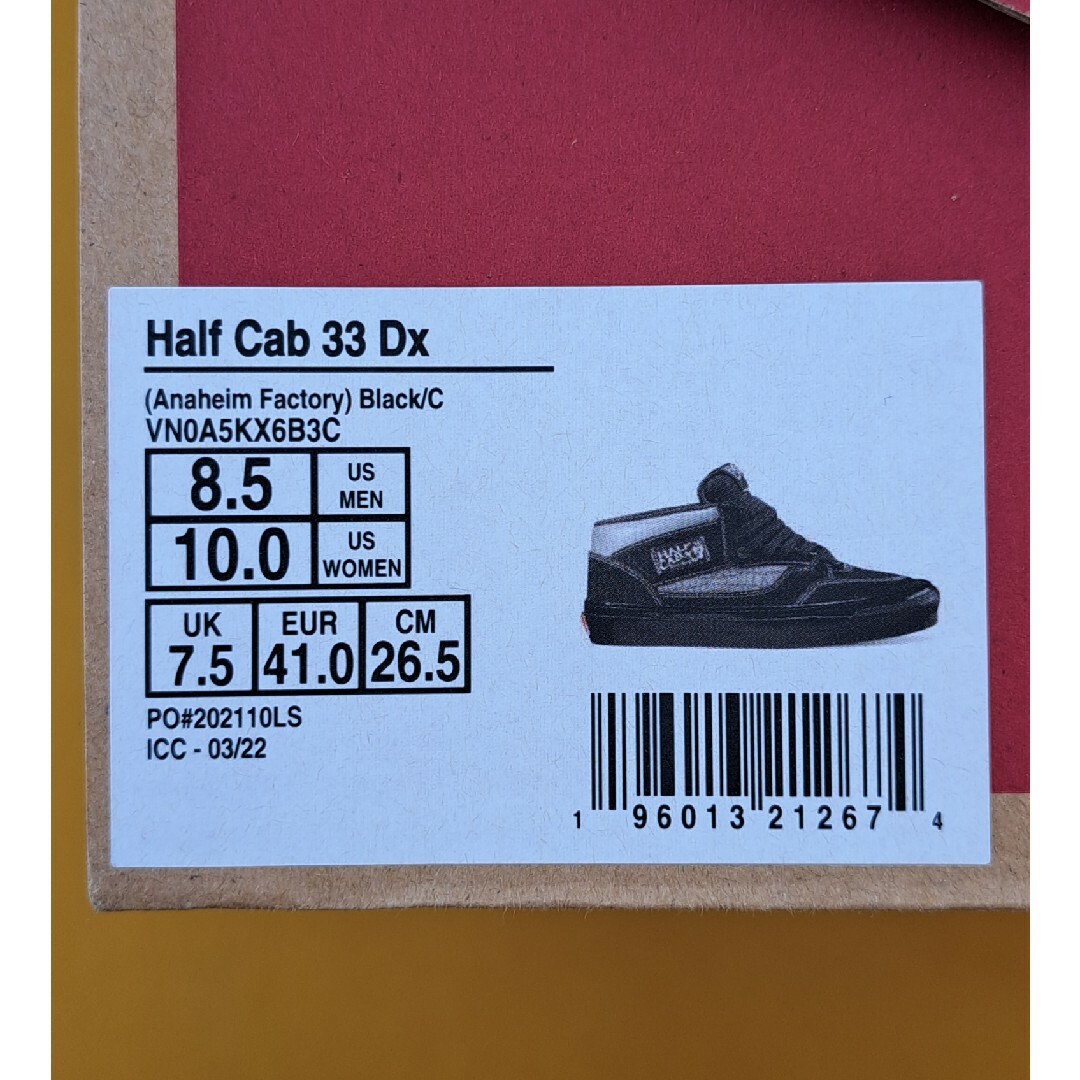 Half Cab 33 Dx
(Anaheim Factory) Black/C
VN0A5KX6B3C
8.5 US MEN
10.0 US WOMEN
UK EUR CM
7.5 41.0 26.5
PO#202110LS
ICC - 03/22
HALF
1 96013 21267 4